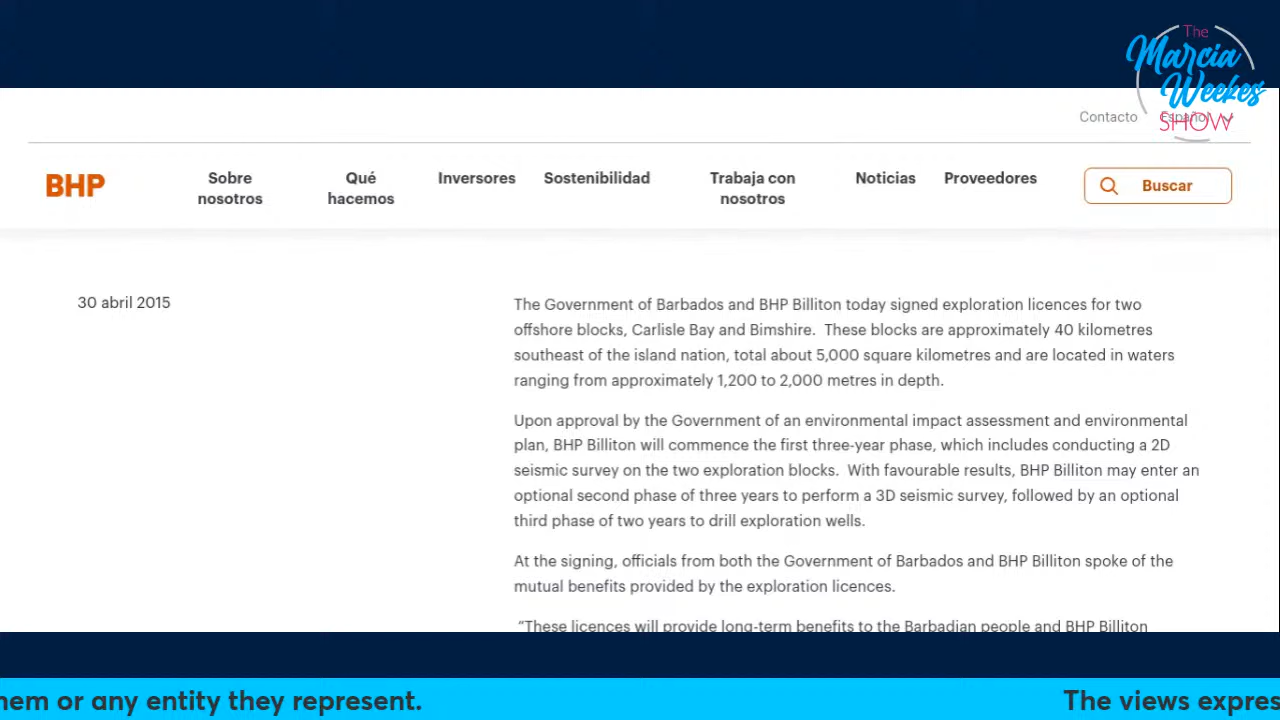 The
Marcia
Weekes
SHOW
Contacto Español
BHP
Sobre
nosotros
Qué
hacemos
Inversores
Sostenibilidad
Trabaja con
nosotros
Noticias
Proveedores
Buscar
30 abril 2015
The Government of Barbados and BHP Billiton today signed exploration licences for two
offshore blocks, Carlisle Bay and Bimshire.  These blocks are approximately 40 kilometres
southeast of the island nation, total about 5,000 square kilometres and are located in waters
ranging from approximately 1,200 to 2,000 metres in depth.
Upon approval by the Government of an environmental impact assessment and environmental
plan, BHP Billiton will commence the first three-year phase, which includes conducting a 2D
seismic survey on the two exploration blocks.  With favourable results, BHP Billiton may enter an
optional second phase of three years to perform a 3D seismic survey, followed by an optional
third phase of two years to drill exploration wells.
At the signing, officials from both the Government of Barbados and BHP Billiton spoke of the
mutual benefits provided by the exploration licences.
“These licences will provide long-term benefits to the Barbadian people and BHP Billiton
hem or any entity they represent. The views expres